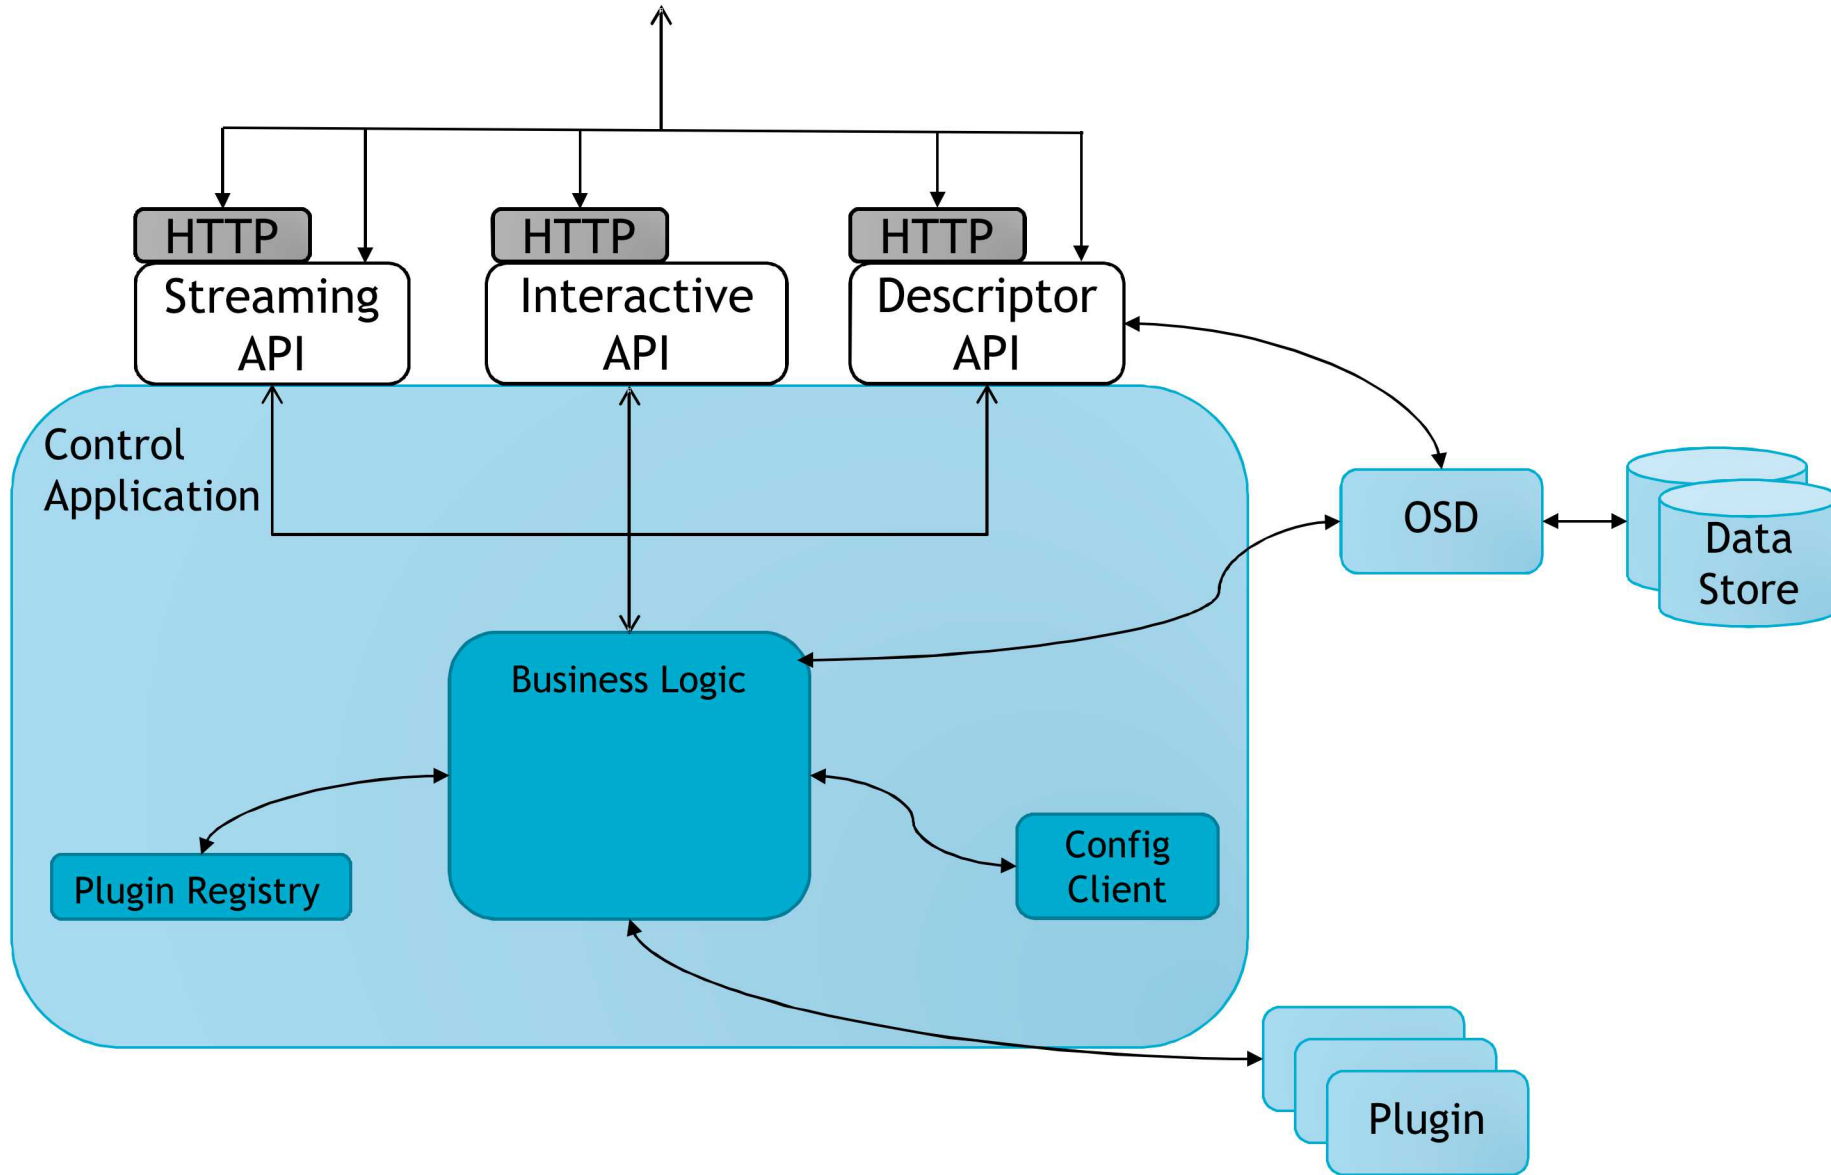 HTTP
HTTP
HTTP
Streaming
API
Interactive
API
Descriptor
API
Control
Application
OSD
Data
Store
Business Logic
Plugin Registry
Config
Client
Plugin